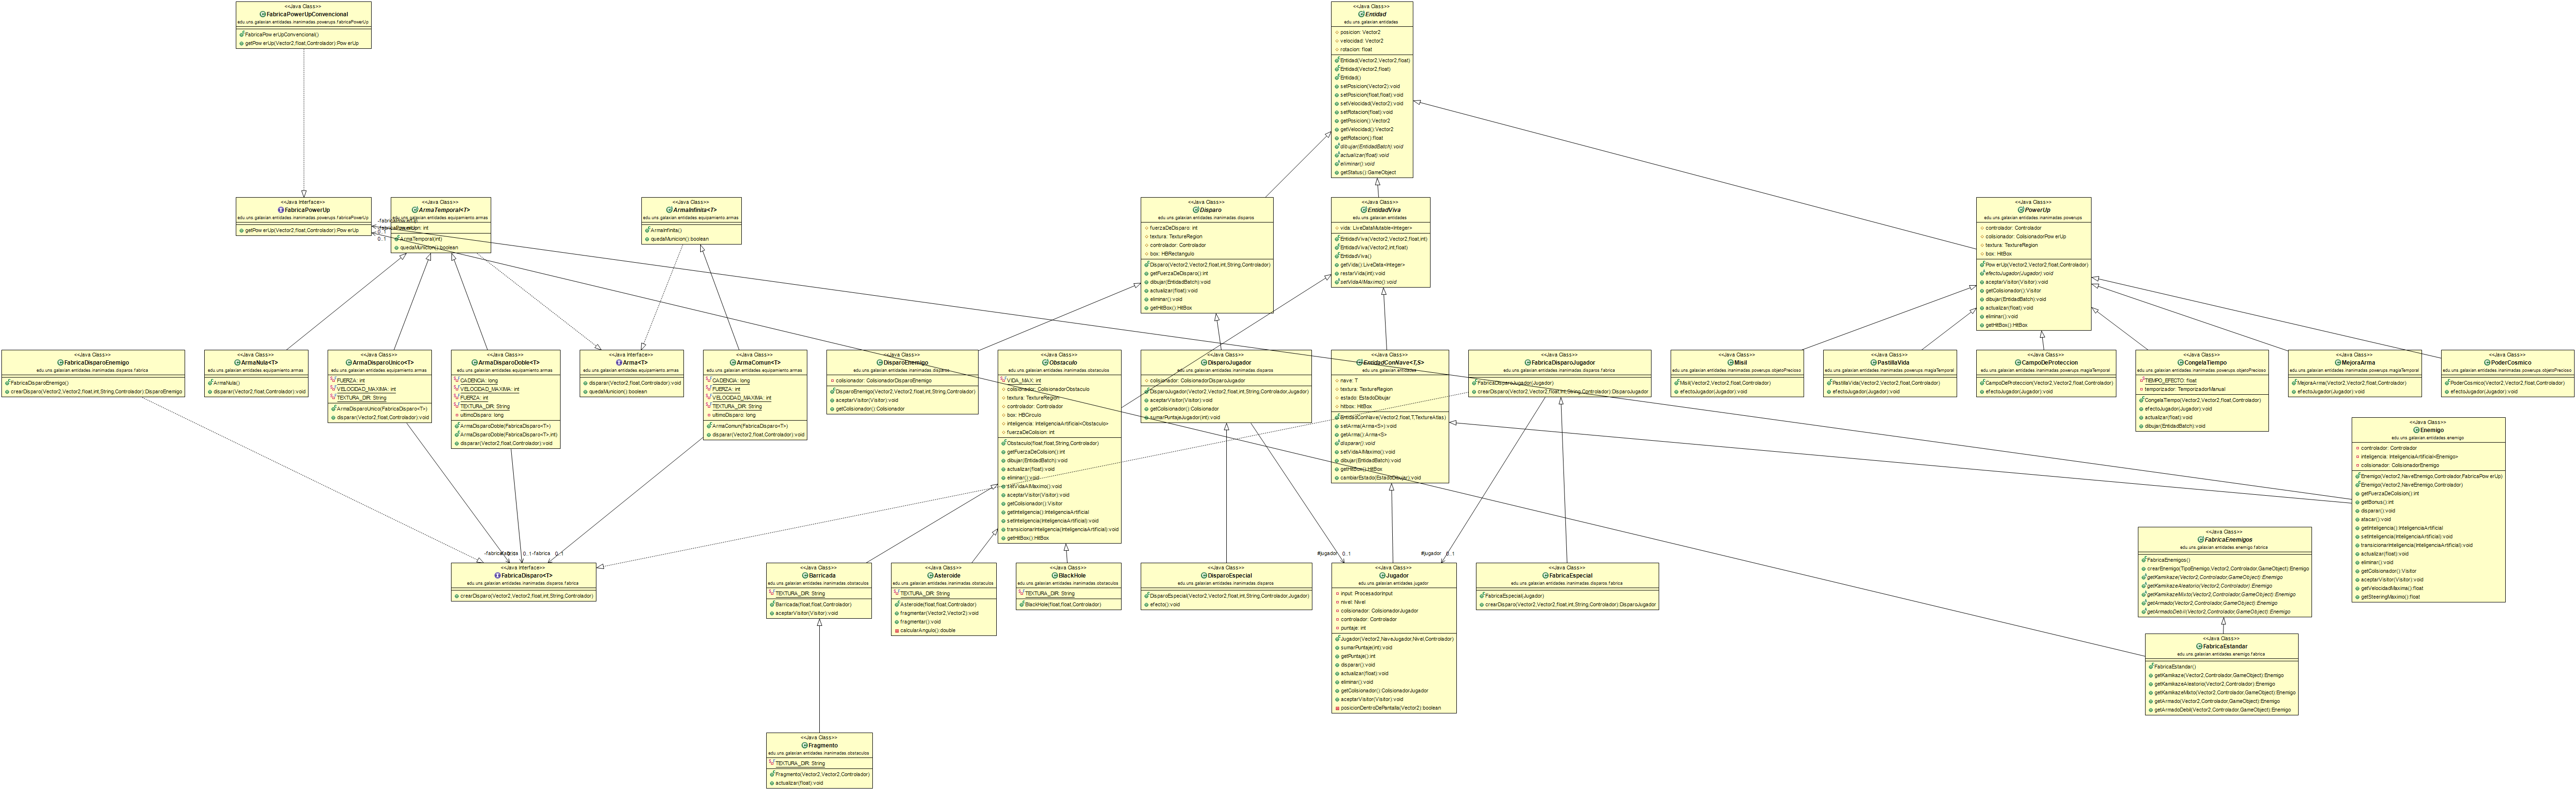 <<Java Class>>
FabricaPowerUpConvencional
edu.uns.galaxian.entidades.inanimadas.powerups.fabricaPowerUp
FabricaPowerUpConvencional()
getPowerUp(Vector2,float,Controlador):PowerUp
<<Java Class>>
Entidad
edu.uns.galaxian.entidades
posicion: Vector2
velocidad: Vector2
rotacion: float
Entidad(Vector2,Vector2,float)
Entidad(Vector2,float)
Entidad()
setPosicion(Vector2):void
setPosicion(float,float):void
setVelocidad(Vector2):void
setRotacion(float):void
getPosicion():Vector2
getVelocidad():Vector2
getRotacion():float
dibujar(EntidadBatch):void
actualizar(float):void
eliminar():void
getStatus():GameObject
<<Java Interface>>
FabricaPowerUp
edu.uns.galaxian.entidades.inanimadas.powerups.fabricaPowerUp
getPowerUp(Vector2,float,Controlador):PowerUp
0..1
<<Java Class>>
ArmaTemporal<T>
edu.uns.galaxian.entidades.equipamiento.armas
ArmaTemporal(int)
quedaMunicion():boolean
<<Java Class>>
ArmaInfinita<T>
edu.uns.galaxian.entidades.equipamiento.armas
ArmaInfinita()
quedaMunicion():boolean
<<Java Class>>
Disparo
edu.uns.galaxian.entidades.inanimadas.disparos
fuerzaDeDisparo: int
textura: TextureRegion
controlador: Controlador
box: HBRectangulo
Disparo(Vector2,Vector2,float,int,String,Controlador)
getFuerzaDeDisparo():int
dibujar(EntidadBatch):void
actualizar(float):void
eliminar():void
getHitBox():HitBox
<<Java Class>>
EntidadViva
edu.uns.galaxian.entidades
vida: LiveDataMutable<Integer>
EntidadViva(Vector2,Vector2,float,int)
EntidadViva(Vector2,int,float)
EntidadViva()
getVida():LiveData<Integer>
restarVida(int):void
setVidaAlMaximo():void
<<Java Class>>
PowerUp
edu.uns.galaxian.entidades.inanimadas.powerups
controlador: Controlador
colisionador: ColisionadorPowerUp
textura: TextureRegion
box: HitBox
PowerUp(Vector2,Vector2,float,Controlador)
efectoJugador(Jugador):void
aceptarVisitor(Visitor):void
getColisionador():Visitor
dibujar(EntidadBatch):void
actualizar(float):void
eliminar():void
getHitBox():HitBox
<<Java Class>>
FabricaDisparoEnemigo
edu.uns.galaxian.entidades.inanimadas.disparos.fabrica
FabricaDisparoEnemigo()
crearDisparo(Vector2,Vector2,float,int,String,Controlador):DisparoEnemigo
<<Java Class>>
ArmaNula<T>
edu.uns.galaxian.entidades.equipamiento.armas
ArmaNula()
disparar(Vector2,float,Controlador):void
<<Java Class>>
ArmaDisparoUnico<T>
edu.uns.galaxian.entidades.equipamiento.armas
FUERZA: int
VELOCIDAD_MAXIMA: int
TEXTURA_DIR: String
ArmaDisparoUnico(FabricaDisparo<T>)
disparar(Vector2,float,Controlador):void
<<Java Class>>
ArmaDisparoDoble<T>
edu.uns.galaxian.entidades.equipamiento.armas
CADENCIA: long
VELOCIDAD_MAXIMA: int
FUERZA: int
TEXTURA_DIR: String
ultimoDisparo: long
ArmaDisparoDoble(FabricaDisparo<T>)
ArmaDisparoDoble(FabricaDisparo<T>,int)
disparar(Vector2,float,Controlador):void
<<Java Interface>>
Arma<T>
edu.uns.galaxian.entidades.equipamiento.armas
disparar(Vector2,float,Controlador):void
quedaMunicion():boolean
<<Java Class>>
ArmaComun<T>
edu.uns.galaxian.entidades.equipamiento.armas
CADENCIA: long
FUERZA: int
VELOCIDAD_MAXIMA: int
TEXTURA_DIR: String
ultimoDisparo: long
ArmaComun(FabricaDisparo<T>)
disparar(Vector2,float,Controlador):void
<<Java Class>>
DisparoEnemigo
edu.uns.galaxian.entidades.inanimadas.disparos
colisionador: ColisionadorDisparoEnemigo
DisparoEnemigo(Vector2,Vector2,float,int,String,Controlador)
aceptarVisitor(Visitor):void
getColisionador():Colisionador
<<Java Class>>
Obstaculo
edu.uns.galaxian.entidades.inanimadas.obstaculos
VIDA_MAX: int
colisionador: ColisionadorObstaculo
textura: TextureRegion
controlador: Controlador
box: HBCirculo
inteligencia: InteligenciaArtificial<Obstaculo>
fuerzaDeColision: int
Obstaculo(float,float,String,Controlador)
getFuerzaDeColision():int
dibujar(EntidadBatch):void
actualizar(float):void
eliminar():void
setVidaAlMaximo():void
aceptarVisitor(Visitor):void
getColisionador():Visitor
getInteligencia():InteligenciaArtificial
setInteligencia(InteligenciaArtificial):void
transicionarInteligencia(InteligenciaArtificial):void
getHitBox():HitBox
<<Java Class>>
DisparoJugador
edu.uns.galaxian.entidades.inanimadas.disparos
colisionador: ColisionadorDisparoJugador
DisparoJugador(Vector2,Vector2,float,int,String,Controlador,Jugador)
aceptarVisitor(Visitor):void
getColisionador():Colisionador
sumarPuntajeJugador(int):void
<<Java Class>>
EntidadConNave<T,S>
edu.uns.galaxian.entidades
nave: T
textura: TextureRegion
estado: EstadoDibujar
hitbox: HitBox
EntidadConNave(Vector2,float,T,TextureAtlas)
setArma(Arma<S>):void
getArma():Arma<S>
disparar():void
setVidaAlMaximo():void
dibujar(EntidadBatch):void
getHitBox():HitBox
cambiarEstado(EstadoDibujar):void
<<Java Class>>
FabricaDisparoJugador
edu.uns.galaxian.entidades.inanimadas.disparos.fabrica
FabricaDisparoJugador(Jugador)
crearDisparo(Vector2,Vector2,float,int,String,Controlador):DisparoJugador
<<Java Class>>
Misil
edu.uns.galaxian.entidades.inanimadas.powerups.objetoPrecioso
Misil(Vector2,Vector2,float,Controlador)
efectoJugador(Jugador):void
<<Java Class>>
PastillaVida
edu.uns.galaxian.entidades.inanimadas.powerups.magiaTemporal
PastillaVida(Vector2,Vector2,float,Controlador)
efectoJugador(Jugador):void
<<Java Class>>
CampoDeProteccion
edu.uns.galaxian.entidades.inanimadas.powerups.magiaTemporal
CampoDeProteccion(Vector2,Vector2,float,Controlador)
efectoJugador(Jugador):void
<<Java Class>>
CongelaTiempo
edu.uns.galaxian.entidades.inanimadas.powerups.objetoPrecioso
TIEMPO_EFECTO: float
temporizador: TemporizadorManual
CongelaTiempo(Vector2,Vector2,float,Controlador)
efectoJugador(Jugador):void
actualizar(float):void
dibujar(EntidadBatch):void
<<Java Class>>
MejoraArma
edu.uns.galaxian.entidades.inanimadas.powerups.magiaTemporal
MejoraArma(Vector2,Vector2,float,Controlador)
efectoJugador(Jugador):void
<<Java Class>>
PoderCosmico
edu.uns.galaxian.entidades.inanimadas.powerups.objetoPrecioso
PoderCosmico(Vector2,Vector2,float,Controlador)
efectoJugador(Jugador):void
<<Java Class>>
Enemigo
edu.uns.galaxian.entidades.enemigo
controlador: Controlador
inteligencia: InteligenciaArtificial<Enemigo>
colisionador: ColisionadorEnemigo
Enemigo(Vector2,NaveEnemigo,Controlador,FabricaPowerUp)
Enemigo(Vector2,NaveEnemigo,Controlador)
getFuerzaDeColision():int
getBonus():int
disparar():void
atacar():void
getInteligencia():InteligenciaArtificial
setInteligencia(InteligenciaArtificial):void
transicionarInteligencia(InteligenciaArtificial):void
actualizar(float):void
eliminar():void
getColisionador():Visitor
aceptarVisitor(Visitor):void
getVelocidadMaxima():float
getSteeringMaximo():float
<<Java Class>>
FabricaEnemigos
edu.uns.galaxian.entidades.enemigo.fabrica
FabricaEnemigos()
crearEnemigo(TipoEnemigo,Vector2,Controlador,GameObject):Enemigo
getKamikaze(Vector2,Controlador,GameObject):Enemigo
getKamikazeAleatorio(Vector2,Controlador):Enemigo
getKamikazeMixto(Vector2,Controlador,GameObject):Enemigo
getArmado(Vector2,Controlador,GameObject):Enemigo
getArmadoDebil(Vector2,Controlador,GameObject):Enemigo
-fabrica
0..1
-fabrica
0..1
#jugador
0..1
#jugador
0..1
<<Java Interface>>
FabricaDisparo<T>
edu.uns.galaxian.entidades.inanimadas.disparos.fabrica
crearDisparo(Vector2,Vector2,float,int,String,Controlador)
<<Java Class>>
Barricada
edu.uns.galaxian.entidades.inanimadas.obstaculos
TEXTURA_DIR: String
Barricada(float,float,Controlador)
aceptarVisitor(Visitor):void
<<Java Class>>
Asteroide
edu.uns.galaxian.entidades.inanimadas.obstaculos
TEXTURA_DIR: String
Asteroide(float,float,Controlador)
fragmentar(Vector2,Vector2):void
fragmentar():void
calcularAngulo():double
<<Java Class>>
BlackHole
edu.uns.galaxian.entidades.inanimadas.obstaculos
TEXTURA_DIR: String
BlackHole(float,float,Controlador)
<<Java Class>>
DisparoEspecial
edu.uns.galaxian.entidades.inanimadas.disparos
DisparoEspecial(Vector2,Vector2,float,int,String,Controlador,Jugador)
efecto():void
<<Java Class>>
Jugador
edu.uns.galaxian.entidades.jugador
input: ProcesadorInput
nivel: Nivel
colisionador: ColisionadorJugador
controlador: Controlador
puntaje: int
Jugador(Vector2,NaveJugador,Nivel,Controlador)
sumarPuntaje(int):void
getPuntaje():int
disparar():void
actualizar(float):void
eliminar():void
getColisionador():ColisionadorJugador
aceptarVisitor(Visitor):void
posicionDentroDePantalla(Vector2):boolean
<<Java Class>>
FabricaEspecial
edu.uns.galaxian.entidades.inanimadas.disparos.fabrica
FabricaEspecial(Jugador)
crearDisparo(Vector2,Vector2,float,int,String,Controlador):DisparoJugador
<<Java Class>>
FabricaEstandar
edu.uns.galaxian.entidades.enemigo.fabrica
FabricaEstandar()
getKamikaze(Vector2,Controlador,GameObject):Enemigo
getKamikazeAleatorio(Vector2,Controlador):Enemigo
getKamikazeMixto(Vector2,Controlador,GameObject):Enemigo
getArmado(Vector2,Controlador,GameObject):Enemigo
getArmadoDebil(Vector2,Controlador,GameObject):Enemigo
<<Java Class>>
Fragmento
edu.uns.galaxian.entidades.inanimadas.obstaculos
TEXTURA_DIR: String
Fragmento(Vector2,Vector2,Controlador)
actualizar(float):void